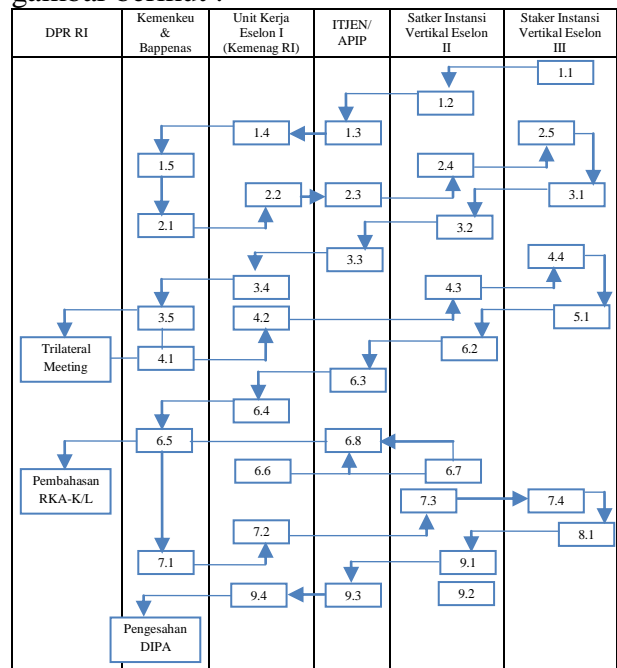 gambar berikut :
DPR RI
Kemenkeu
&
Bappenas
Unit Kerja
Eselon I
(Kemenag RI)
ITJEN/
APIP
Satker Instansi
Vertikal Eselon
II
Staker Instansi
Vertikal Eselon
III
1.1
1.2
1.4
1.3
2.5
1.5
2.4
2.2
2.3
3.1
2.1
3.2
3.3
4.4
3.4
4.3
3.5
4.2
5.1
Trilateral
Meeting
4.1
6.2
6.3
6.4
6.5
6.8
6.6
6.7
Pembahasan
RKA-K/L
7.3
7.4
7.2
8.1
7.1
9.1
9.4
9.3
9.2
Pengesahan
DIPA